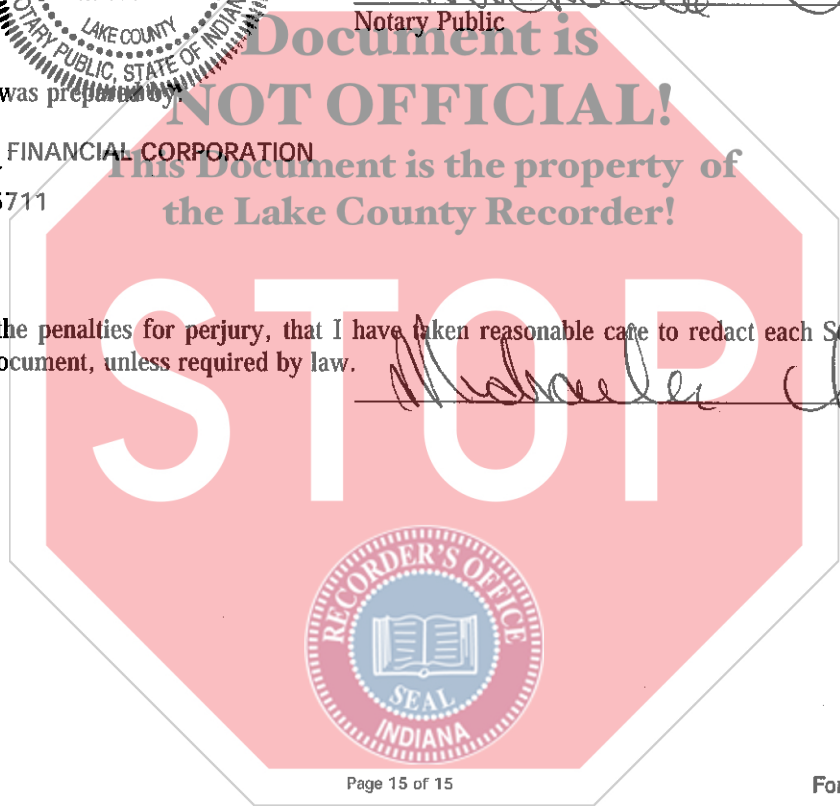 LAKE COUNTY
NOTARY PUBLIC, STATE OF INDIANA
Notary Public
Document is
was prepared by:
NOT OFFICIAL!
FINANCIAL CORPORATION
This Document is the property of
5711
the Lake County Recorder!
STOP
the penalties for perjury, that I have taken reasonable care to redact each S
ocument, unless required by law.
RECORDER'S OFFICE
SEAL
INDIANA
Page 15 of 15
For